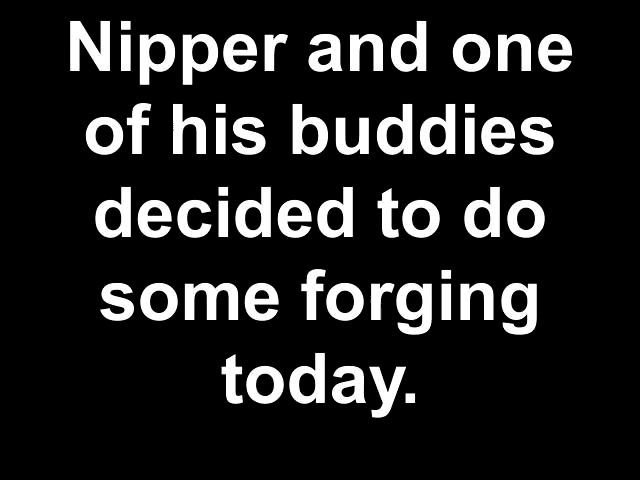 Nipper and one
of his buddies
decided to do
some forging
today.